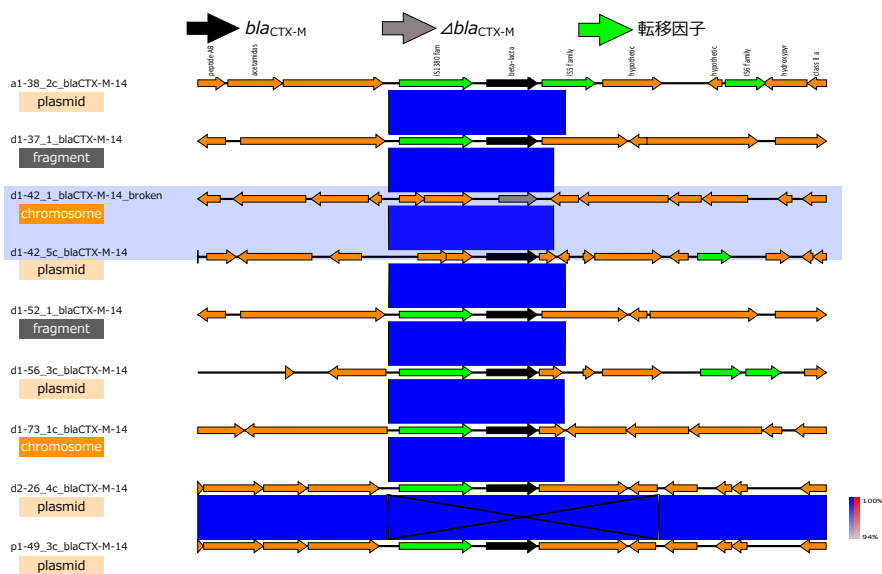 blaCTX-M
⊿blaCTX-M
転移因子
peptide AB
acetamidas
IS1380 fam
beta-lacta
IS5 family
hypothetic
hypothetic
IS6 family
hydroxypyr
class II a
a1-38_2c_blaCTX-M-14
plasmid
d1-37_1_blaCTX-M-14
fragment
d1-42_1_blaCTX-M-14_broken
chromosome
d1-42_5c_blaCTX-M-14
plasmid
d1-52_1_blaCTX-M-14
fragment
d1-56_3c_blaCTX-M-14
plasmid
d1-73_1c_blaCTX-M-14
chromosome
d2-26_4c_blaCTX-M-14
plasmid
100%
94%
p1-49_3c_blaCTX-M-14
plasmid